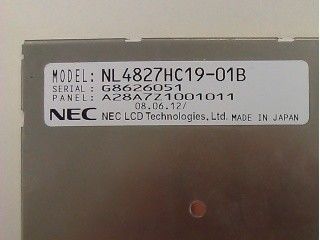 MODEL: NL4827HC19-01B
SERIAL: G8626051
PANEL: A28A7Z1001011
08.06.12/
NEC NEC LCD Technologies, Ltd. MADE IN JAPAN